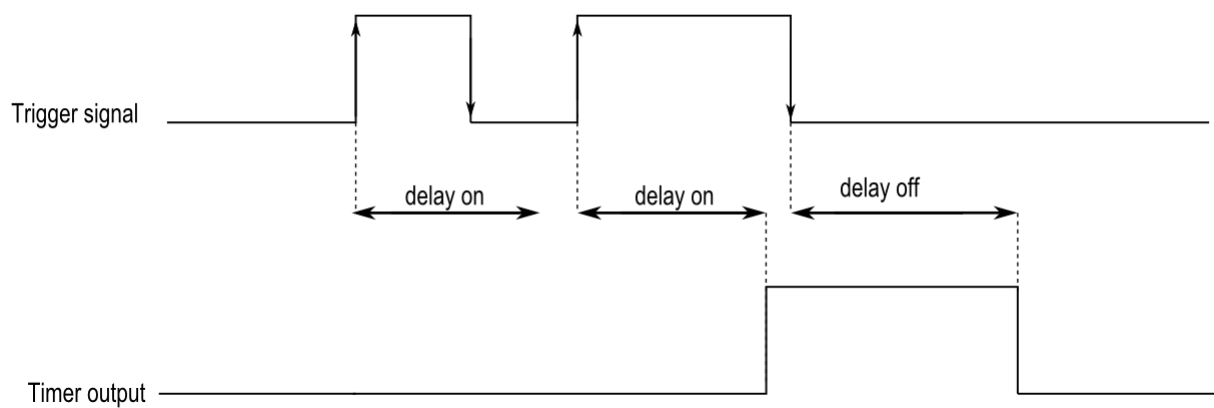 Trigger signal
delay on
delay on
delay off
Timer output